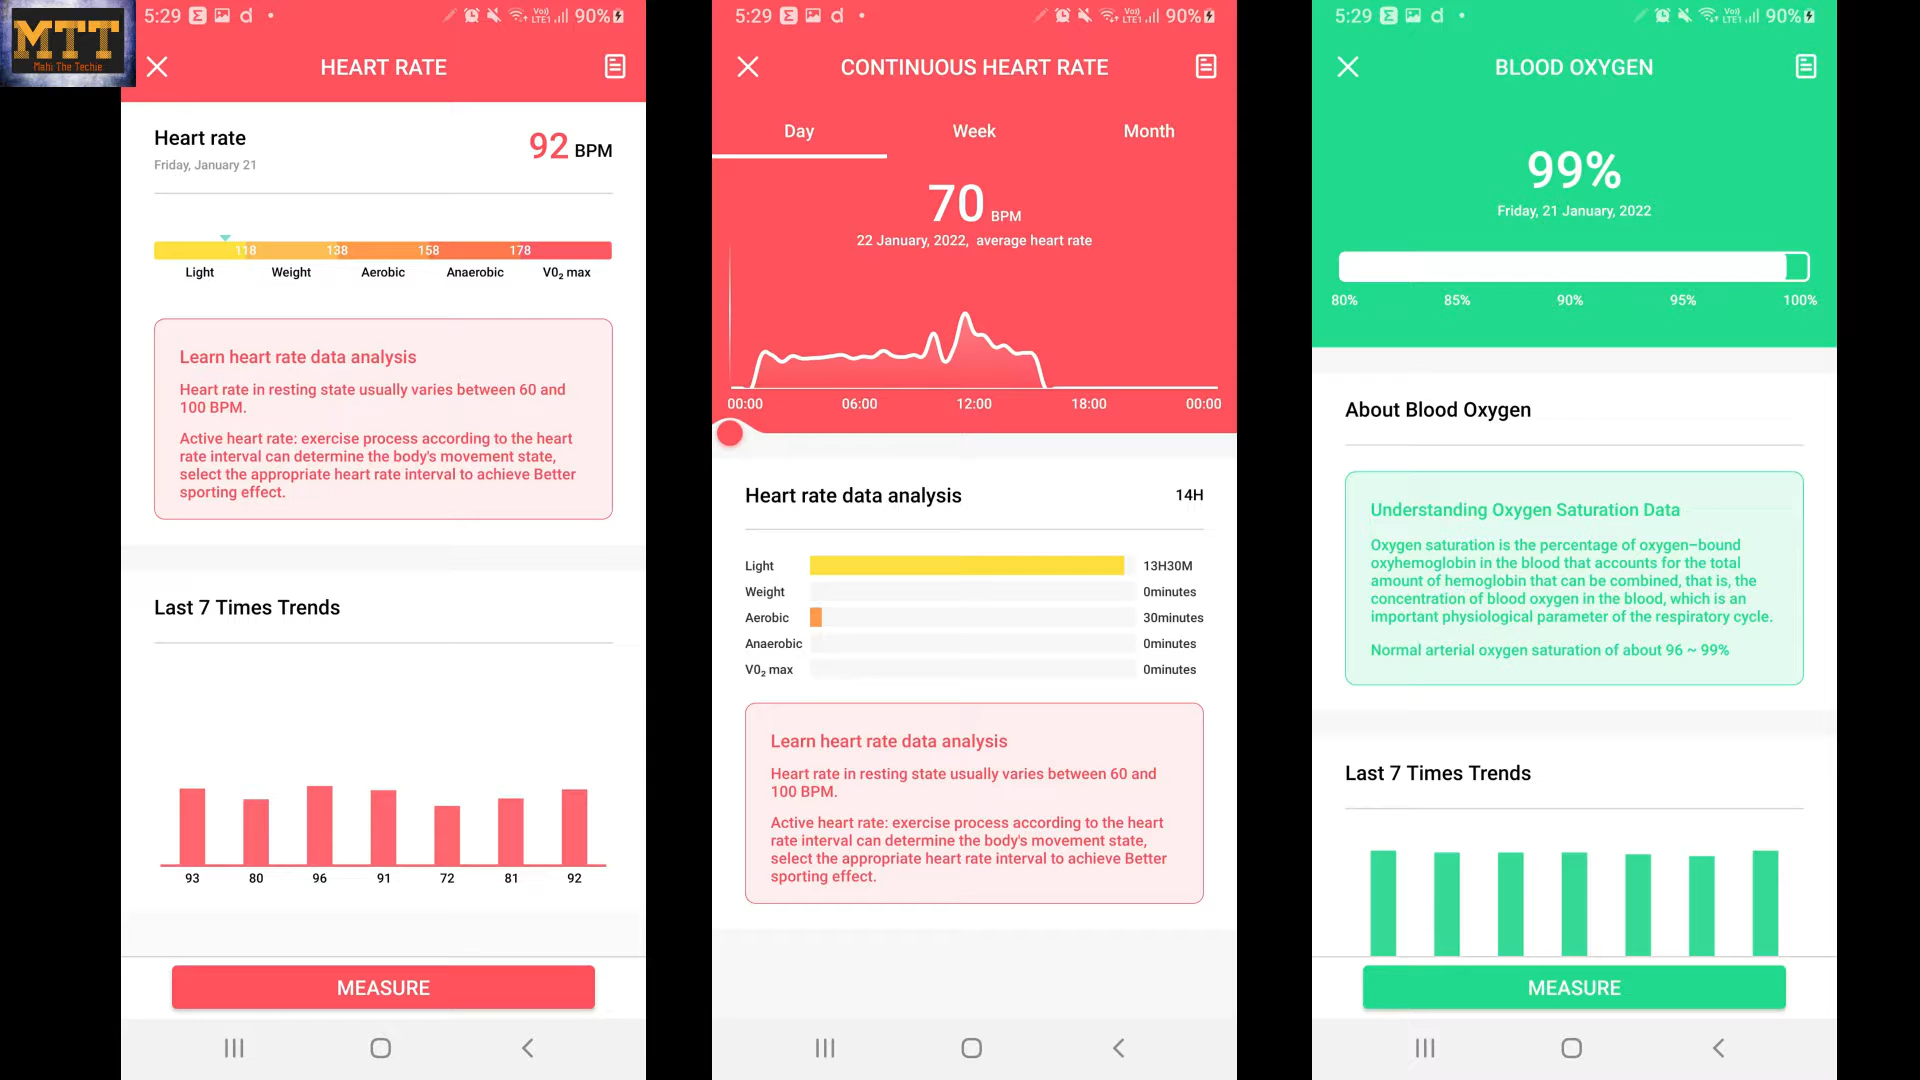 MTT
Mahi The Techie
5:29
Vo)) LTE1 90%
HEART RATE
Heart rate
Friday, January 21
92 BPM
118 138 158 178
Light Weight Aerobic Anaerobic V02 max
Learn heart rate data analysis
Heart rate in resting state usually varies between 60 and
100 BPM.
Active heart rate: exercise process according to the heart
rate interval can determine the body's movement state,
select the appropriate heart rate interval to achieve Better
sporting effect.
Last 7 Times Trends
93 80 96 91 72 81 92
MEASURE
5:29
Vo)) LTE1 90%
CONTINUOUS HEART RATE
Day Week Month
70 BPM
22 January, 2022, average heart rate
00:00 06:00 12:00 18:00 00:00
Heart rate data analysis 14H
Light 13H30M
Weight 0minutes
Aerobic 30minutes
Anaerobic 0minutes
V02 max 0minutes
Learn heart rate data analysis
Heart rate in resting state usually varies between 60 and
100 BPM.
Active heart rate: exercise process according to the heart
rate interval can determine the body's movement state,
select the appropriate heart rate interval to achieve Better
sporting effect.
5:29
Vo)) LTE1 90%
BLOOD OXYGEN
99%
Friday, 21 January, 2022
80% 85% 90% 95% 100%
About Blood Oxygen
Understanding Oxygen Saturation Data
Oxygen saturation is the percentage of oxygen-bound
oxyhemoglobin in the blood that accounts for the total
amount of hemoglobin that can be combined, that is, the
concentration of blood oxygen in the blood, which is an
important physiological parameter of the respiratory cycle.
Normal arterial oxygen saturation of about 96 ~ 99%
Last 7 Times Trends
MEASURE